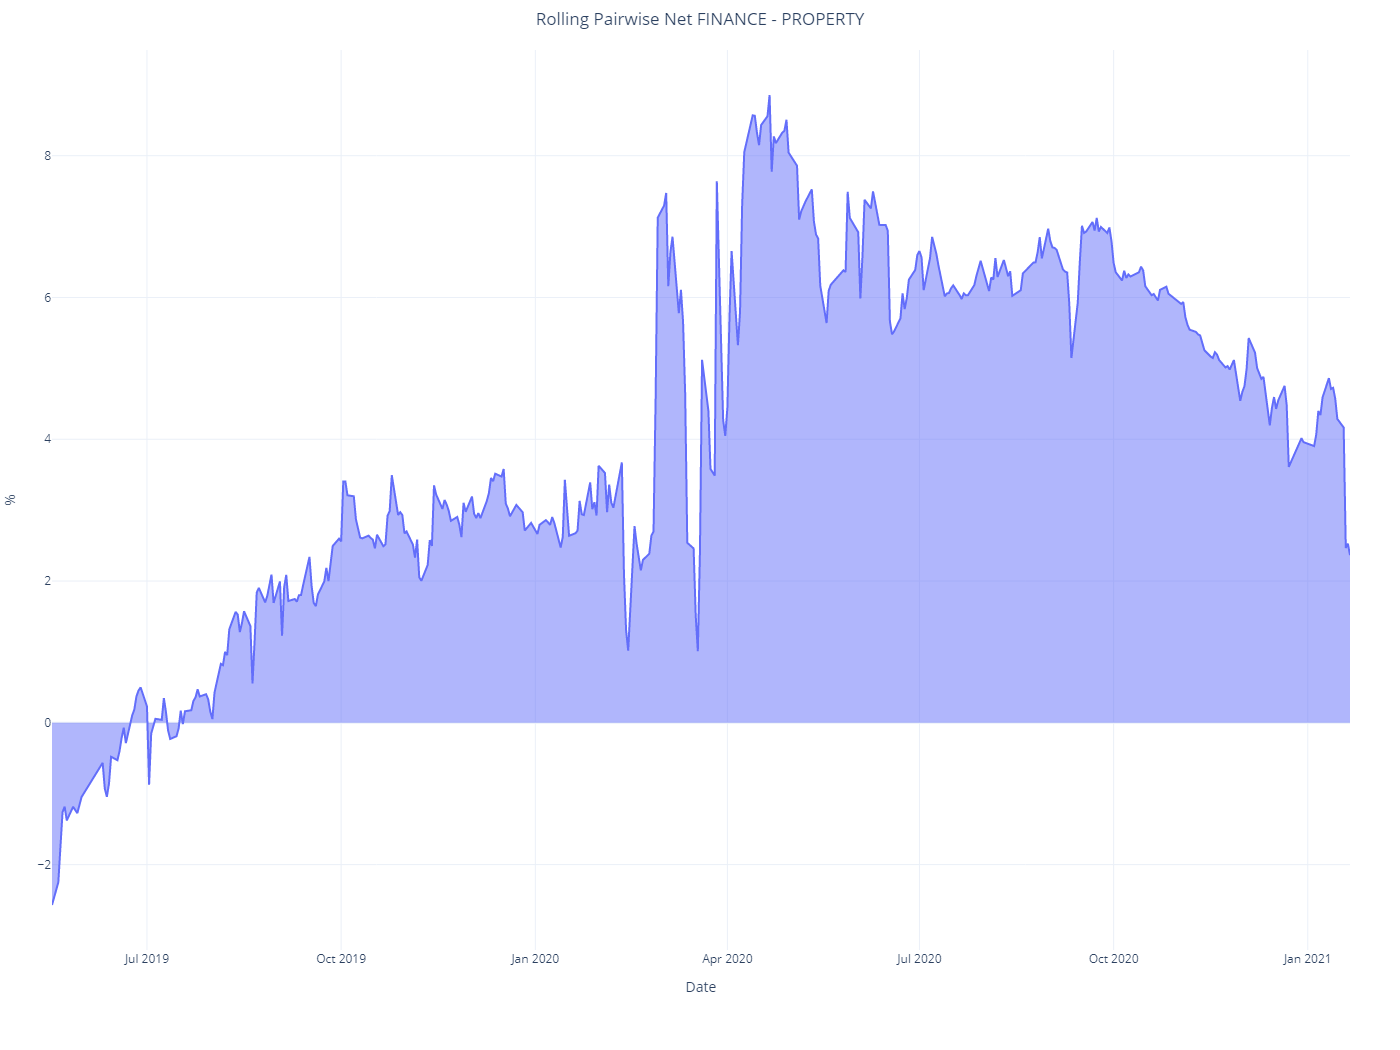 Rolling Pairwise Net FINANCE - PROPERTY
8
6
4
2
0
−2
%
Jul 2019
Oct 2019
Jan 2020
Apr 2020
Jul 2020
Oct 2020
Jan 2021
Date